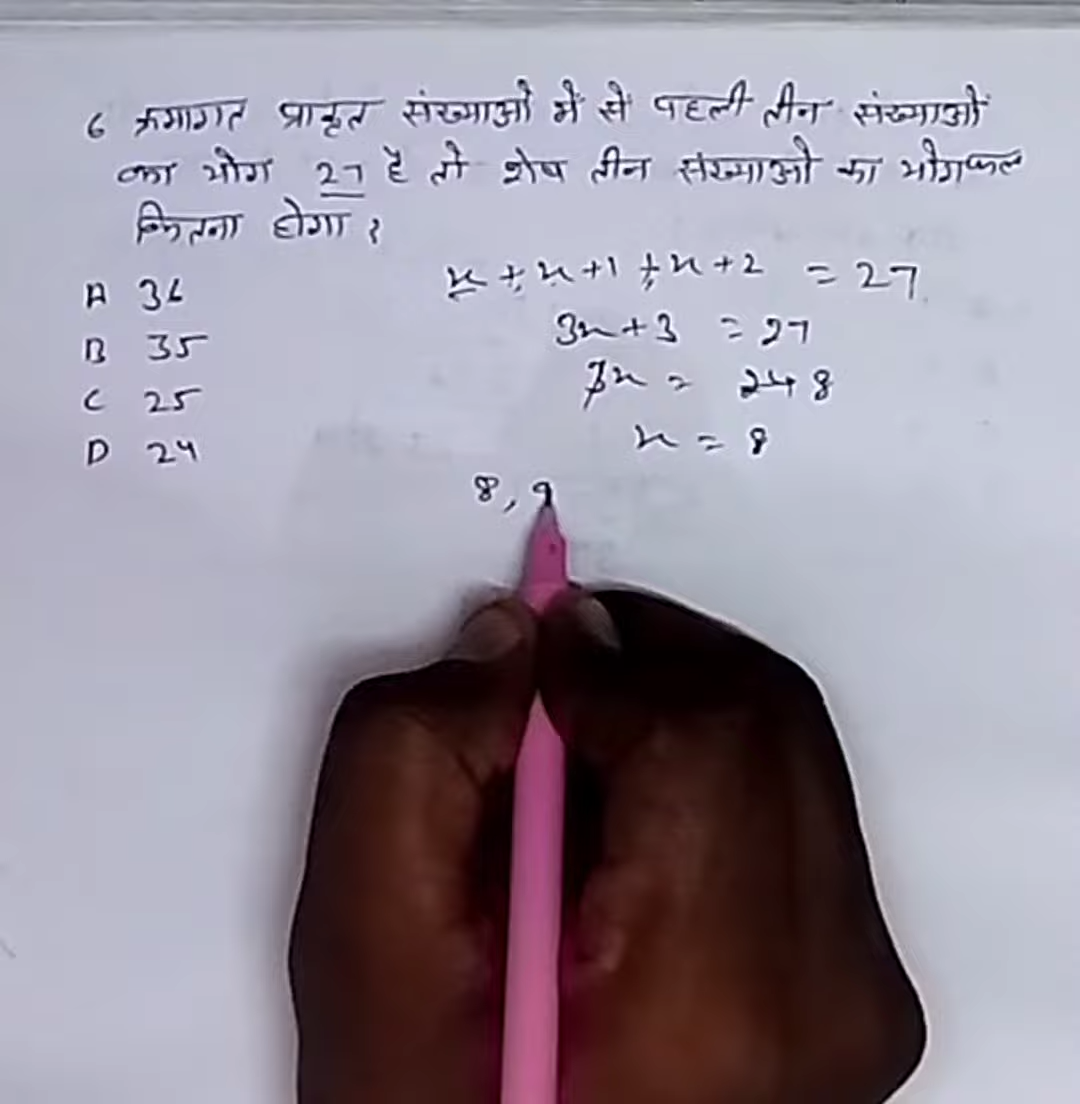 6 क्रमागत प्राकृत संख्याओं में से पहली तीन संख्याओं
का योग 27 है तो शेष तीन संख्याओं का योगफल
कितना होगा ?
x + x + 1 + x + 2 = 27
A 36
3x + 3 = 27
B 35
3x = 24 8
C 25
x = 8
D 24
8, 9